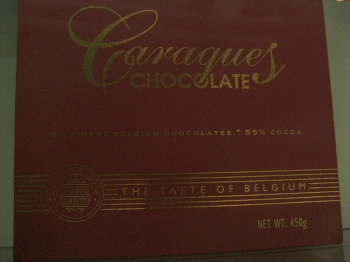 Caraques
CHOCOLATE
FINEST BELGIAN CHOCOLATES * 55% COCOA
THE TASTE OF BELGIUM
NET WT. 450g